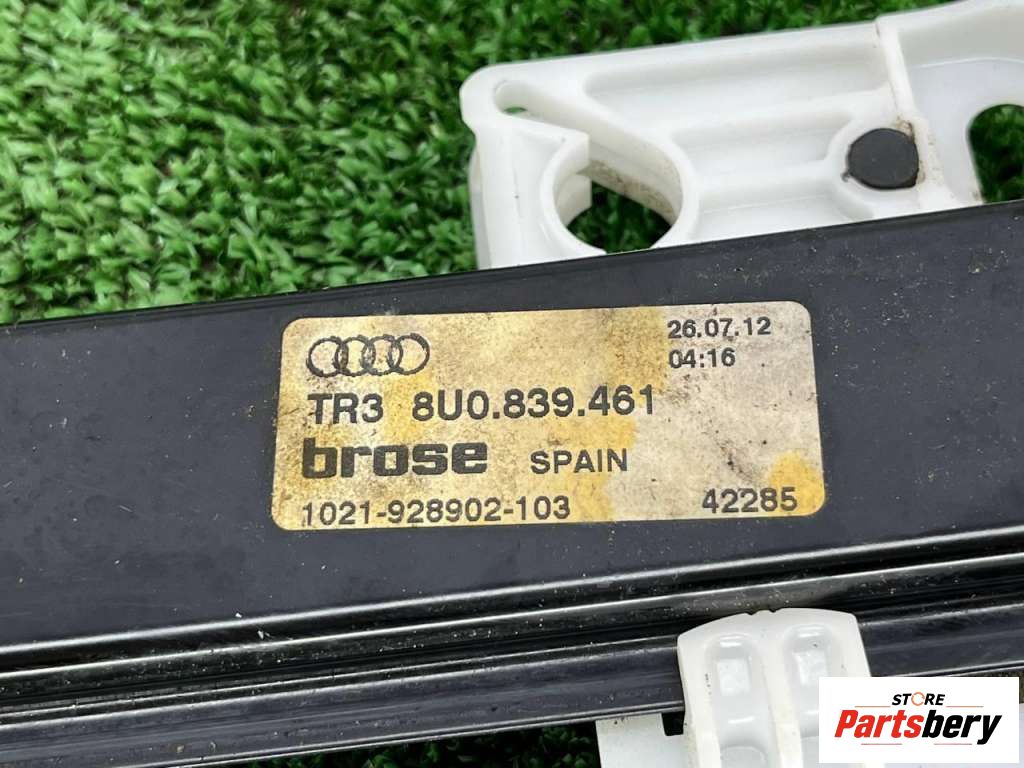 26.07.12
04:16
TR3 8U0.839.461
brose SPAIN
1021-928902-103 42285
STORE
Partsbery